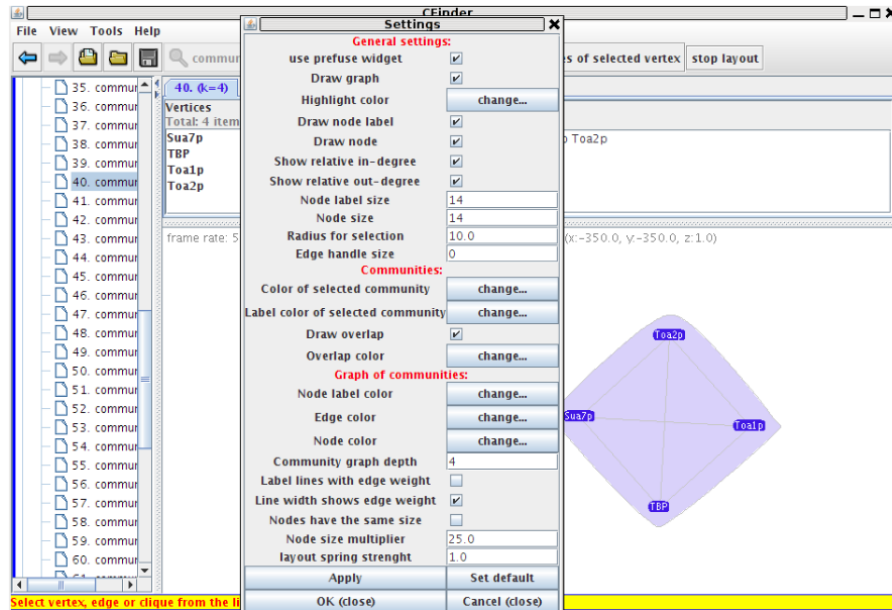 CFinder
Settings
File View Tools Help
General settings:
use prefuse widget
Draw graph
Highlight color change...
Draw node label
Draw node
Show relative in-degree
Show relative out-degree
Node label size 14
Node size 14
Radius for selection 10.0
Edge handle size 0
Communities:
Color of selected community change...
Label color of selected community change...
Draw overlap
Overlap color change...
Graph of communities:
Node label color change...
Edge color change...
Node color change...
Community graph depth 4
Label lines with edge weight
Line width shows edge weight
Nodes have the same size
Node size multiplier 25.0
layout spring strenght 1.0
Apply Set default
OK (close) Cancel (close)
commun
s of selected vertex stop layout
35. commur
36. commur
37. commur
38. commur
39. commur
40. commur
41. commur
42. commur
43. commur
44. commur
45. commur
46. commur
47. commur
48. commur
49. commur
50. commur
51. commur
52. commur
53. commur
54. commur
55. commur
56. commur
57. commur
58. commur
59. commur
60. commur
40. (k=4)
Vertices
Total: 4 item
Sua7p
TBP
Toa1p
Toa2p
Toa2p
frame rate: 5
(x:-350.0, y:-350.0, z:1.0)
Toa2p
Sua7p
Toa1p
TBP
Select vertex, edge or clique from the li